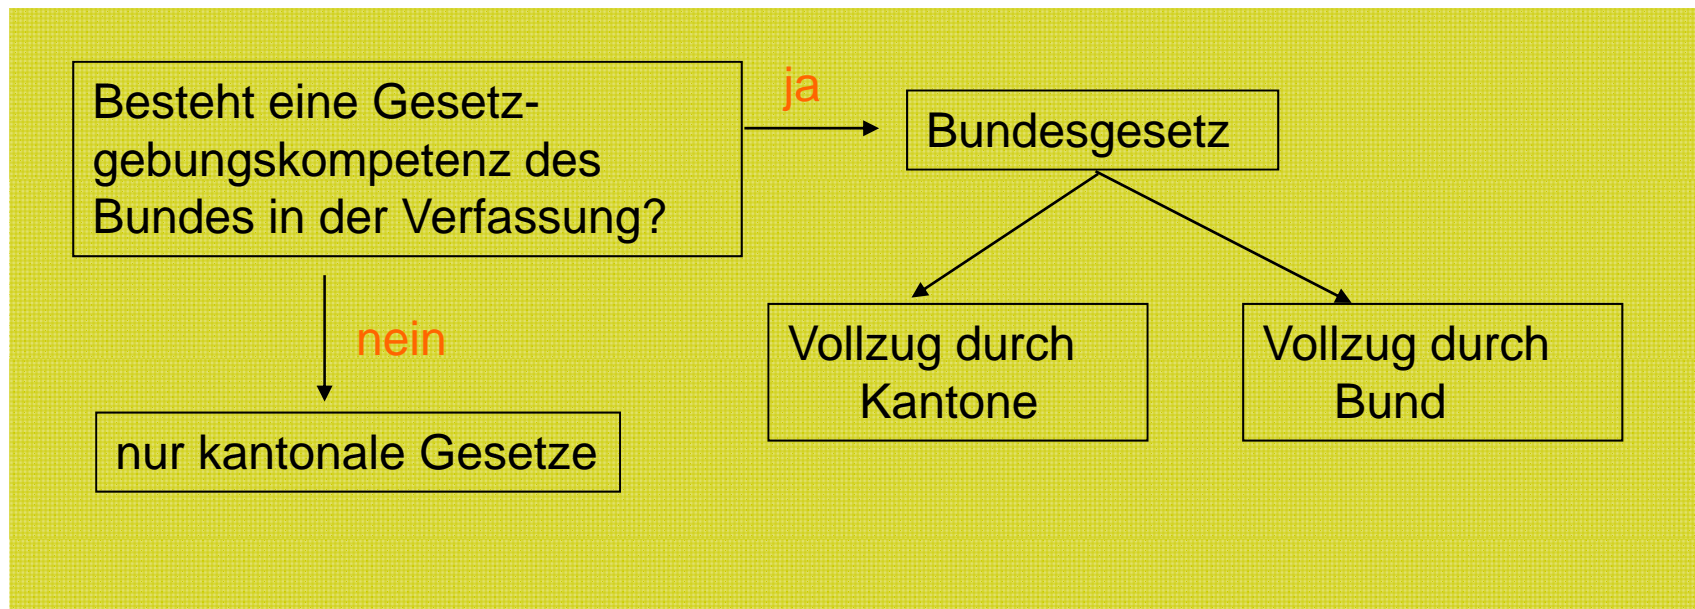 Besteht eine Gesetz-
gebungskompetenz des
Bundes in der Verfassung?
ja
Bundesgesetz
nein
Vollzug durch
Kantone
Vollzug durch
Bund
nur kantonale Gesetze